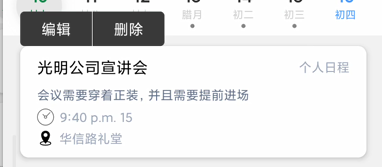 腊月 初二 初三 初四
编辑 删除
光明公司宣讲会 个人日程
会议需要穿着正装，并且需要提前进场
9:40 p.m. 15
华信路礼堂